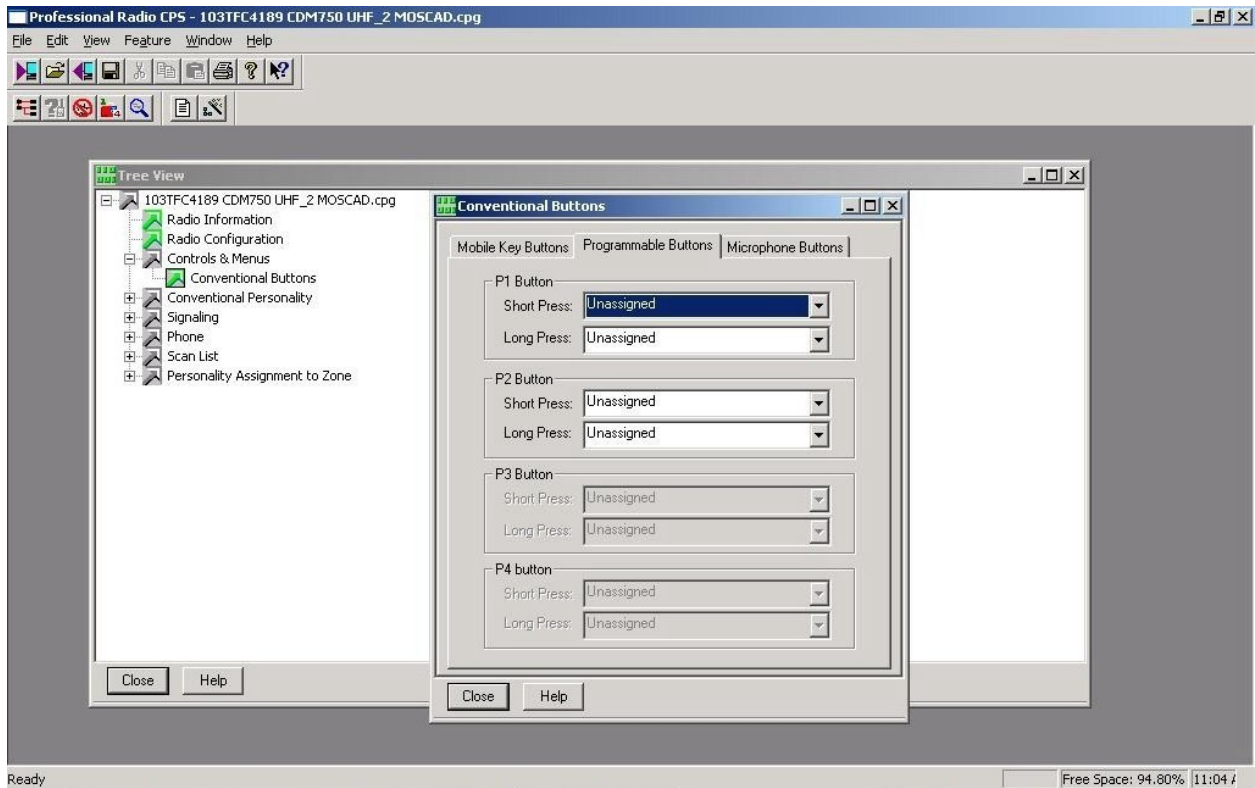 Professional Radio CPS - 103TFC4189 CDM750 UHF_2 MOSCAD.cpg
File Edit View Feature Window Help
Tree View
103TFC4189 CDM750 UHF_2 MOSCAD.cpg
Radio Information
Radio Configuration
Controls & Menus
Conventional Buttons
Conventional Personality
Signaling
Phone
Scan List
Personality Assignment to Zone
Close Help
Conventional Buttons
Mobile Key Buttons Programmable Buttons Microphone Buttons
P1 Button
Short Press: Unassigned
Long Press: Unassigned
P2 Button
Short Press: Unassigned
Long Press: Unassigned
P3 Button
Short Press: Unassigned
Long Press: Unassigned
P4 button
Short Press: Unassigned
Long Press: Unassigned
Close Help
Ready Free Space: 94.80% 11:04